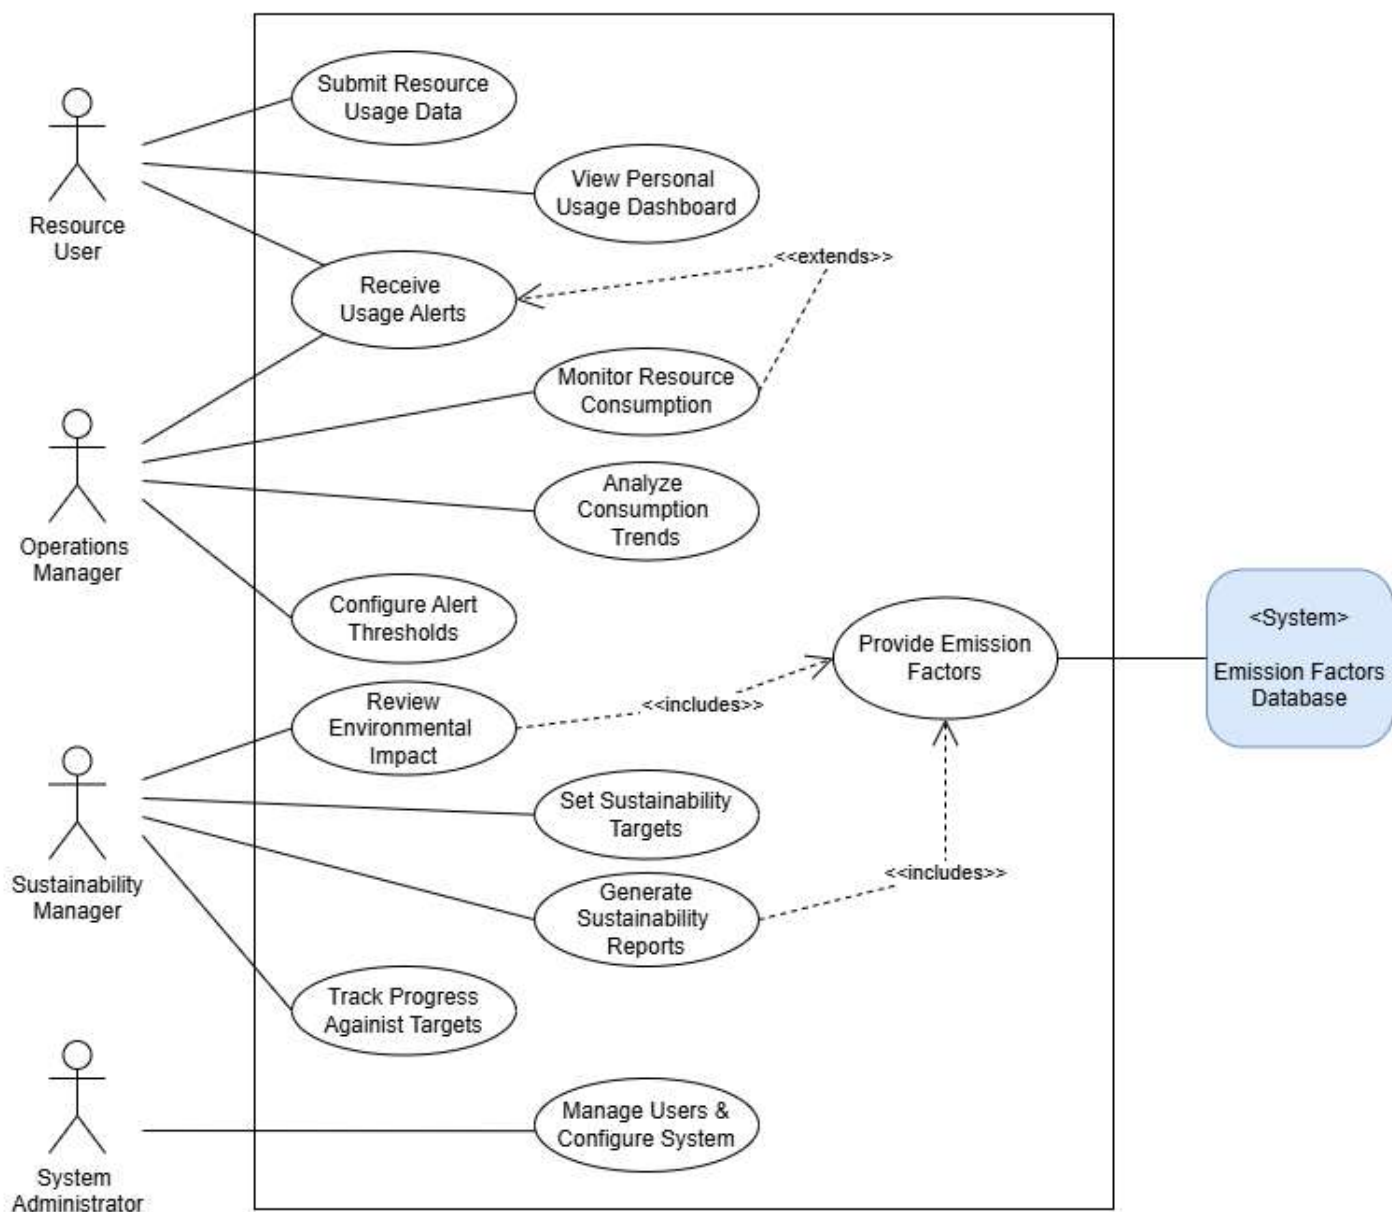 Submit Resource
Usage Data
View Personal
Usage Dashboard
Resource
User
<<extends>>
Receive
Usage Alerts
Monitor Resource
Consumption
Analyze
Consumption
Trends
Operations
Manager
Configure Alert
Thresholds
Provide Emission
Factors
<System>
Emission Factors
Database
Review
Environmental
Impact
<<includes>>
Set Sustainability
Targets
Sustainability
Manager
<<includes>>
Generate
Sustainability
Reports
Track Progress
Againist Targets
Manage Users &
Configure System
System
Administrator